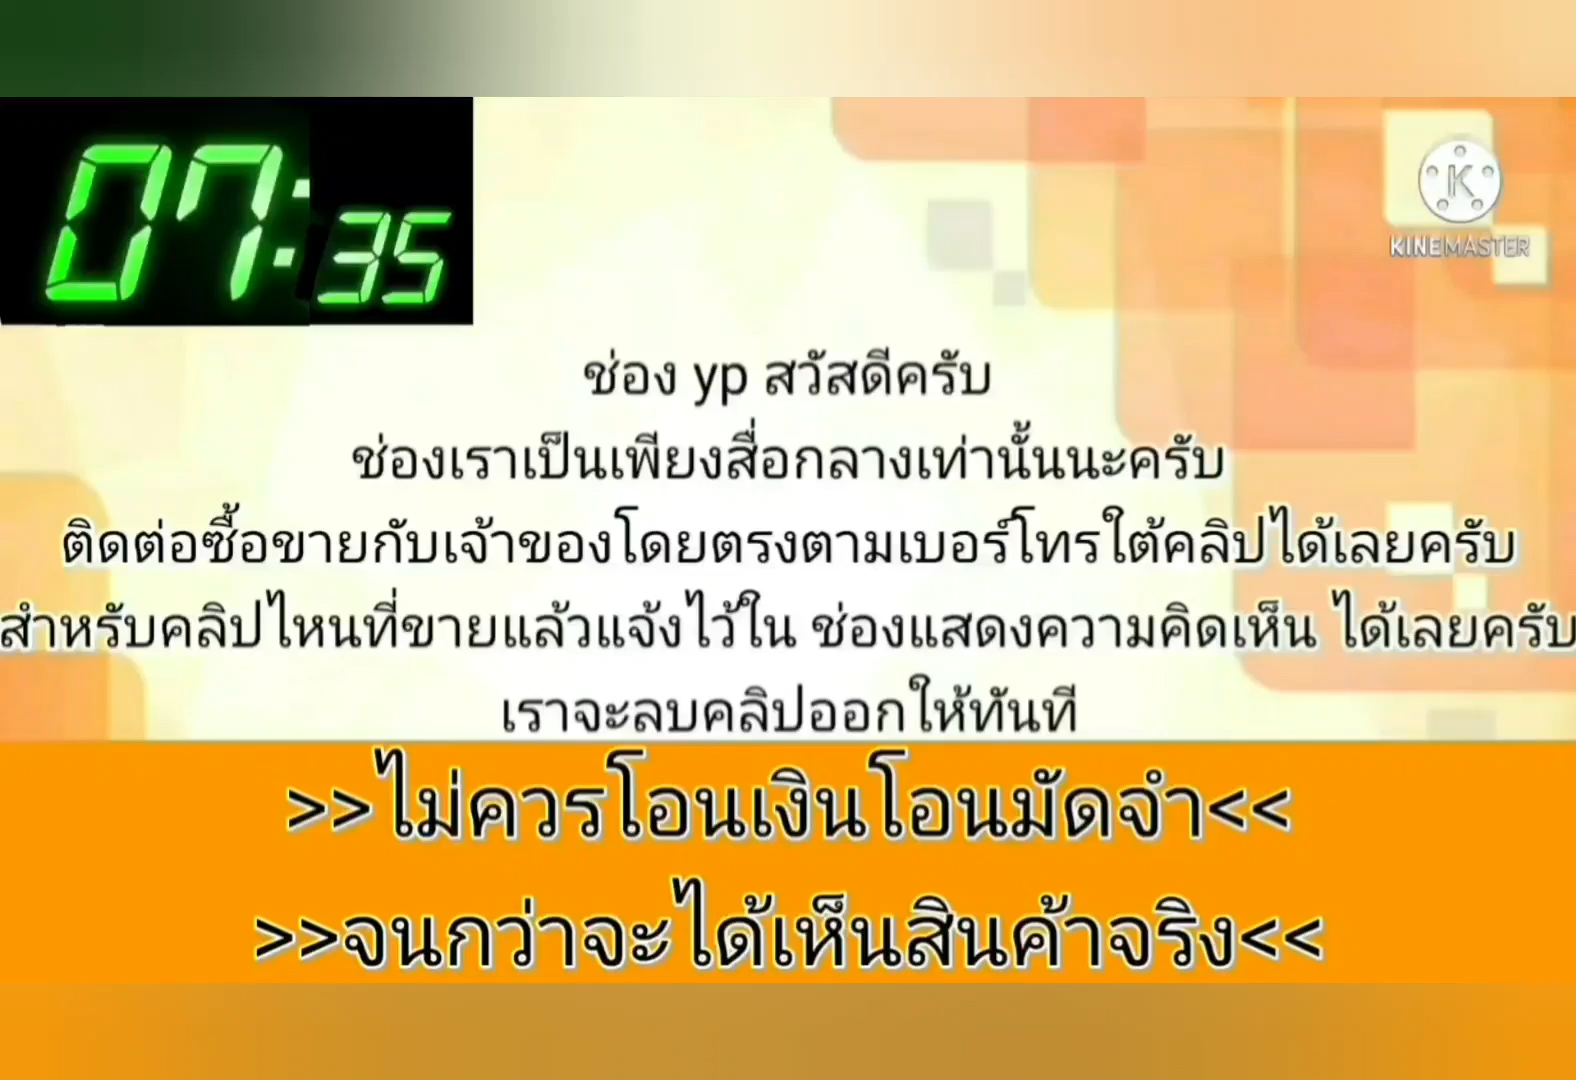 07:35
KINEMASTER
ช่อง yp สวัสดีครับ
ช่องเราเป็นเพียงสื่อกลางเท่านั้นนะครับ
ติดต่อซื้อขายกับเจ้าของโดยตรงตามเบอร์โทรใต้คลิปได้เลยครับ
สำหรับคลิปไหนที่ขายแล้วแจ้งไว้ใน ช่องแสดงความคิดเห็น ได้เลยครับ
เราจะลบคลิปออกให้ทันที
>>ไม่ควรโอนเงินโอนมัดจำ<<
>>จนกว่าจะได้เห็นสินค้าจริง<<